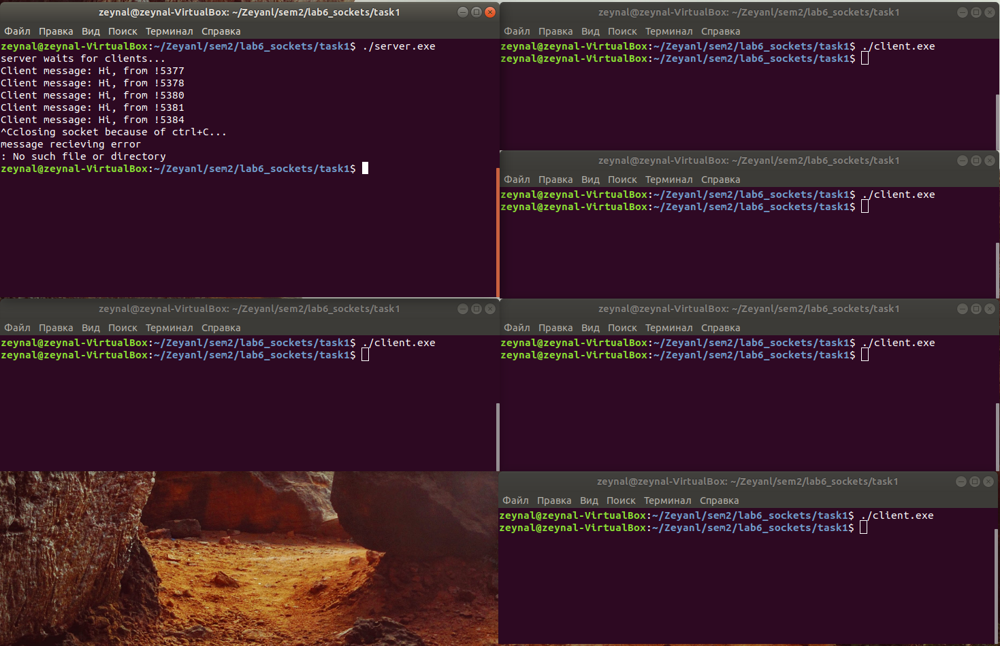 zeynal@zeynal-VirtualBox: ~/Zeyanl/sem2/lab6_sockets/task1
Файл Правка Вид Поиск Терминал Справка
zeynal@zeynal-VirtualBox:~/Zeyanl/sem2/lab6_sockets/task1$ ./server.exe
server waits for clients...
Client message: Hi, from !5377
Client message: Hi, from !5378
Client message: Hi, from !5380
Client message: Hi, from !5381
Client message: Hi, from !5384
^Cclosing socket because of ctrl+C...
message recieving error
: No such file or directory
zeynal@zeynal-VirtualBox:~/Zeyanl/sem2/lab6_sockets/task1$
zeynal@zeynal-VirtualBox: ~/Zeyanl/sem2/lab6_sockets/task1
Файл Правка Вид Поиск Терминал Справка
zeynal@zeynal-VirtualBox:~/Zeyanl/sem2/lab6_sockets/task1$ ./client.exe
zeynal@zeynal-VirtualBox:~/Zeyanl/sem2/lab6_sockets/task1$
zeynal@zeynal-VirtualBox: ~/Zeyanl/sem2/lab6_sockets/task1
Файл Правка Вид Поиск Терминал Справка
zeynal@zeynal-VirtualBox:~/Zeyanl/sem2/lab6_sockets/task1$ ./client.exe
zeynal@zeynal-VirtualBox:~/Zeyanl/sem2/lab6_sockets/task1$
zeynal@zeynal-VirtualBox: ~/Zeyanl/sem2/lab6_sockets/task1
Файл Правка Вид Поиск Терминал Справка
zeynal@zeynal-VirtualBox:~/Zeyanl/sem2/lab6_sockets/task1$ ./client.exe
zeynal@zeynal-VirtualBox:~/Zeyanl/sem2/lab6_sockets/task1$
zeynal@zeynal-VirtualBox: ~/Zeyanl/sem2/lab6_sockets/task1
Файл Правка Вид Поиск Терминал Справка
zeynal@zeynal-VirtualBox:~/Zeyanl/sem2/lab6_sockets/task1$ ./client.exe
zeynal@zeynal-VirtualBox:~/Zeyanl/sem2/lab6_sockets/task1$
zeynal@zeynal-VirtualBox: ~/Zeyanl/sem2/lab6_sockets/task1
Файл Правка Вид Поиск Терминал Справка
zeynal@zeynal-VirtualBox:~/Zeyanl/sem2/lab6_sockets/task1$ ./client.exe
zeynal@zeynal-VirtualBox:~/Zeyanl/sem2/lab6_sockets/task1$